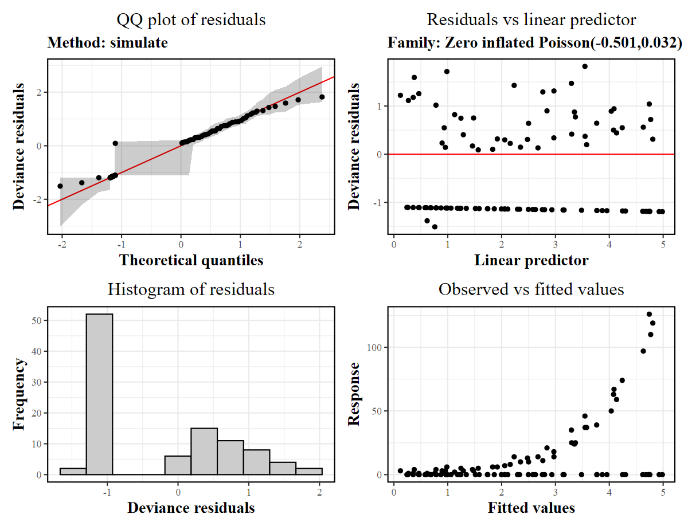 QQ plot of residuals
Method: simulate
Deviance residuals
2
0
-2
-2
-1
0
1
2
Theoretical quantiles
Residuals vs linear predictor
Family: Zero inflated Poisson(-0.501,0.032)
Deviance residuals
1
0
-1
0
1
2
3
4
5
Linear predictor
Histogram of residuals
Frequency
50
40
30
20
10
0
-1
0
1
2
Deviance residuals
Observed vs fitted values
Response
100
50
0
0
1
2
3
4
5
Fitted values